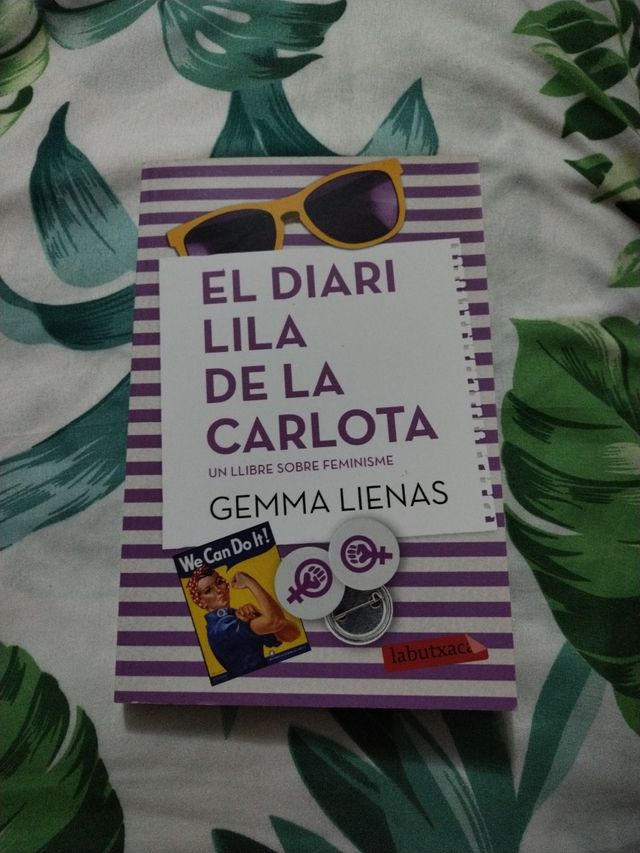 EL DIARI
LILA
DE LA
CARLOTA
UN LLIBRE SOBRE FEMINISME
GEMMA LIENAS
We Can Do It!
labutxaca